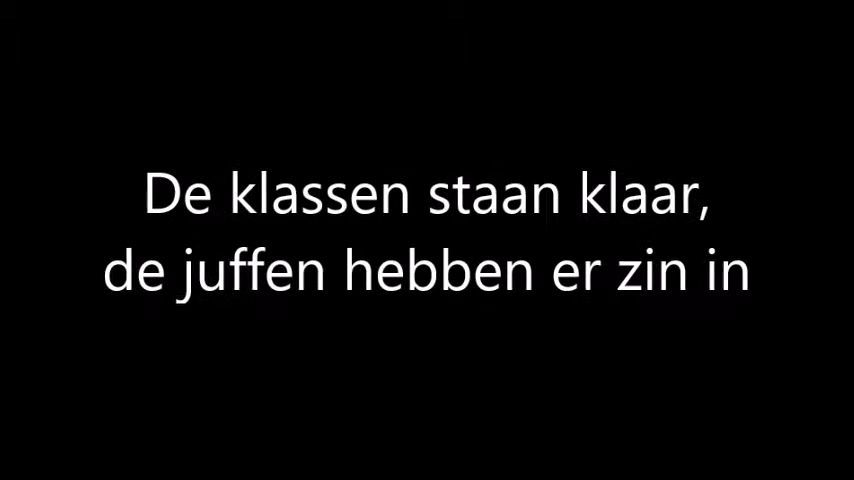 De klassen staan klaar,
de juffen hebben er zin in